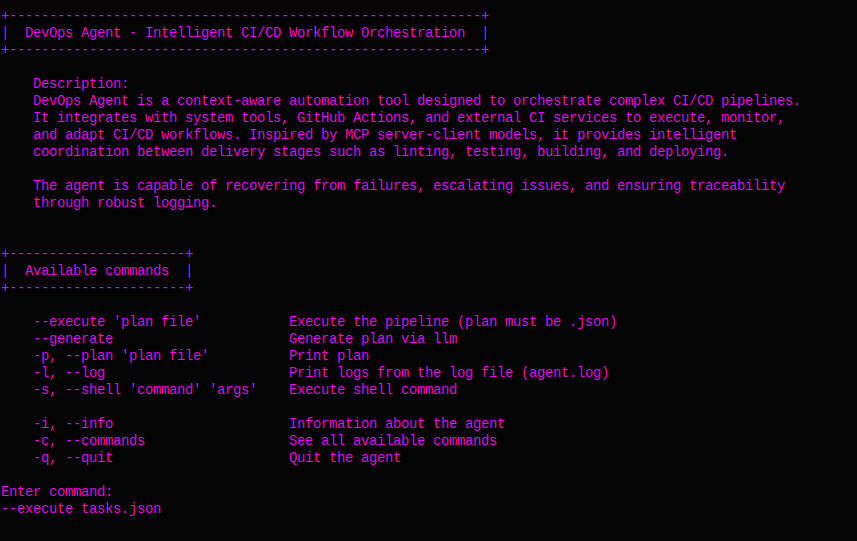 +-----------------------------------------------------------+
|  DevOps Agent - Intelligent CI/CD Workflow Orchestration  |
+-----------------------------------------------------------+
Description:
DevOps Agent is a context-aware automation tool designed to orchestrate complex CI/CD pipelines.
It integrates with system tools, GitHub Actions, and external CI services to execute, monitor,
and adapt CI/CD workflows. Inspired by MCP server-client models, it provides intelligent
coordination between delivery stages such as linting, testing, building, and deploying.
The agent is capable of recovering from failures, escalating issues, and ensuring traceability
through robust logging.
+----------------------+
|  Available commands  |
+----------------------+
--execute 'plan file'           Execute the pipeline (plan must be .json)
--generate                      Generate plan via llm
-p, --plan 'plan file'          Print plan
-l, --log                       Print logs from the log file (agent.log)
-s, --shell 'command' 'args'    Execute shell command
-i, --info                      Information about the agent
-c, --commands                  See all available commands
-q, --quit                      Quit the agent
Enter command:
--execute tasks.json